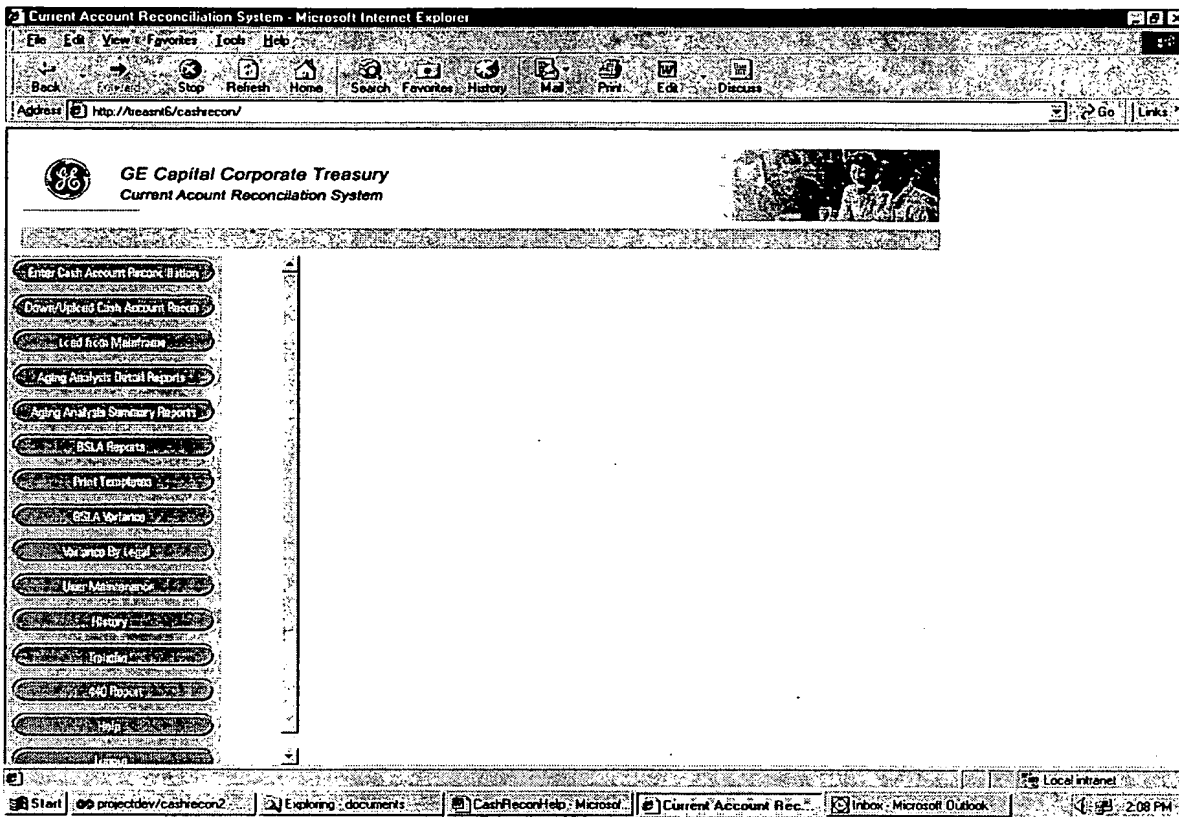 Current Account Reconciliation System - Microsoft Internet Explorer
File Edit View Favorites Tools Help
Back Forward Stop Refresh Home Search Favorites History Mail Print Edit Discuss
Address http://treasnt6/cashrecon/ Go Links
GE Capital Corporate Treasury
Current Acount Reconcilation System
Enter Cash Account Reconciliation
Down/Upload Cash Account Recon
Load from Mainframe
Aging Analysis Detail Reports
Aging Analysis Summary Reports
BSLA Reports
Print Templates
BSLA Variance
Variance By Legal
User Maintenance
History
440 Report
Help
Local intranet
Start projectdev/cashrecon2 Exploring - documents CashReconHelp - Microsof... Current Account Rec... Inbox - Microsoft Outlook 2:08 PM